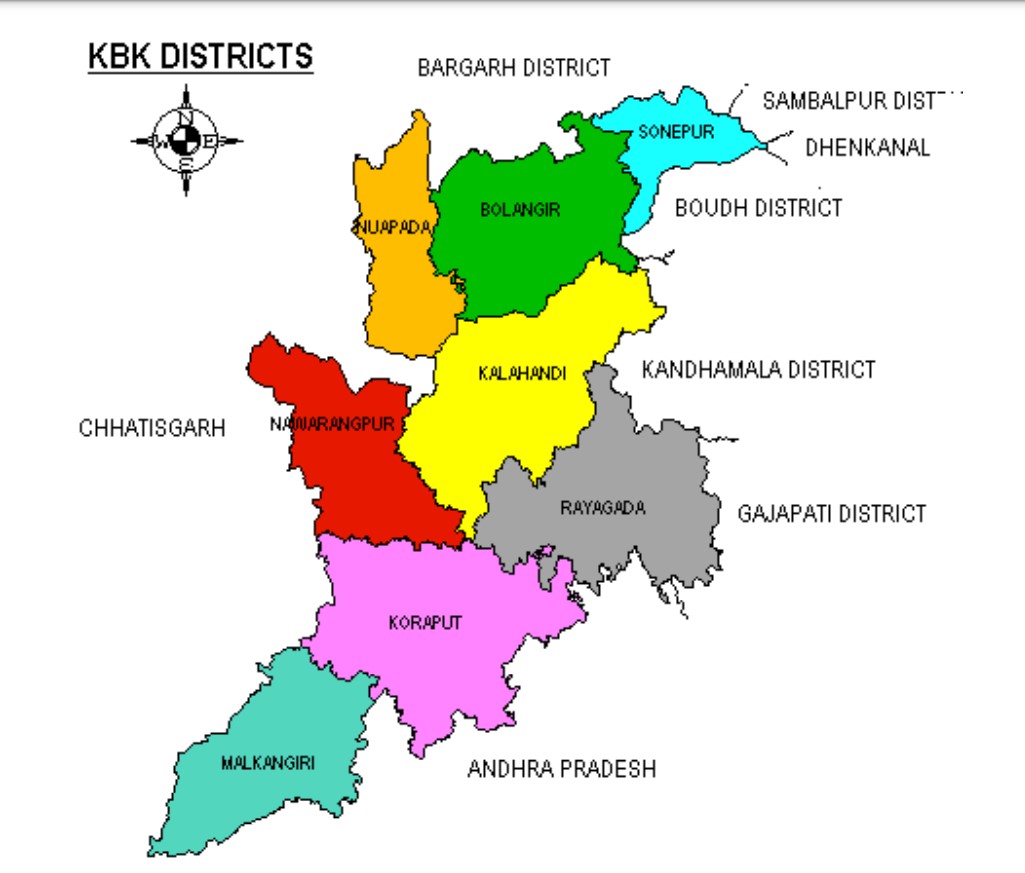 KBK DISTRICTS
BARGARH DISTRICT
N
W E
S
SAMBALPUR DIST
SONEPUR
DHENKANAL
BOLANGIR
BOUDH DISTRICT
NUAPADA
KALAHANDI
KANDHAMALA DISTRICT
CHHATISGARH
NAWARANGPUR
RAYAGADA
GAJAPATI DISTRICT
KORAPUT
MALKANGIRI
ANDHRA PRADESH